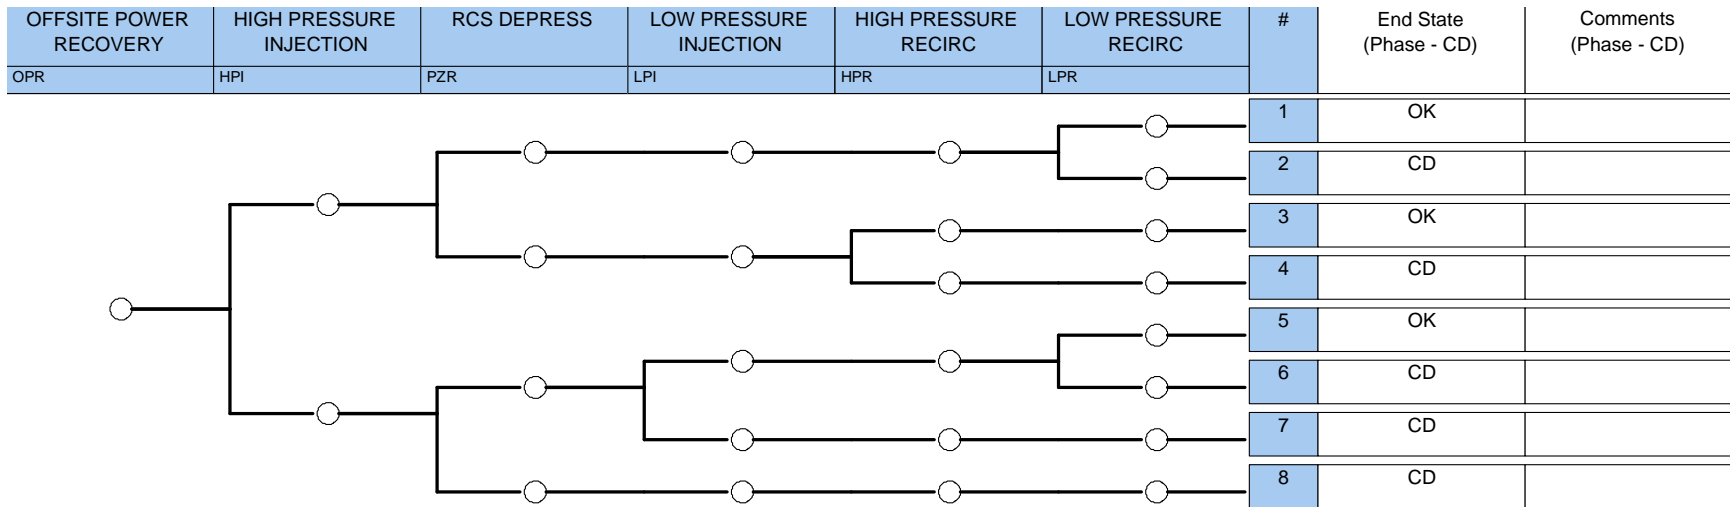 OFFSITE POWER
RECOVERY
HIGH PRESSURE
INJECTION
RCS DEPRESS
LOW PRESSURE
INJECTION
HIGH PRESSURE
RECIRC
LOW PRESSURE
RECIRC
#
End State
(Phase - CD)
Comments
(Phase - CD)
OPR
HPI
PZR
LPI
HPR
LPR
1 OK
2 CD
3 OK
4 CD
5 OK
6 CD
7 CD
8 CD